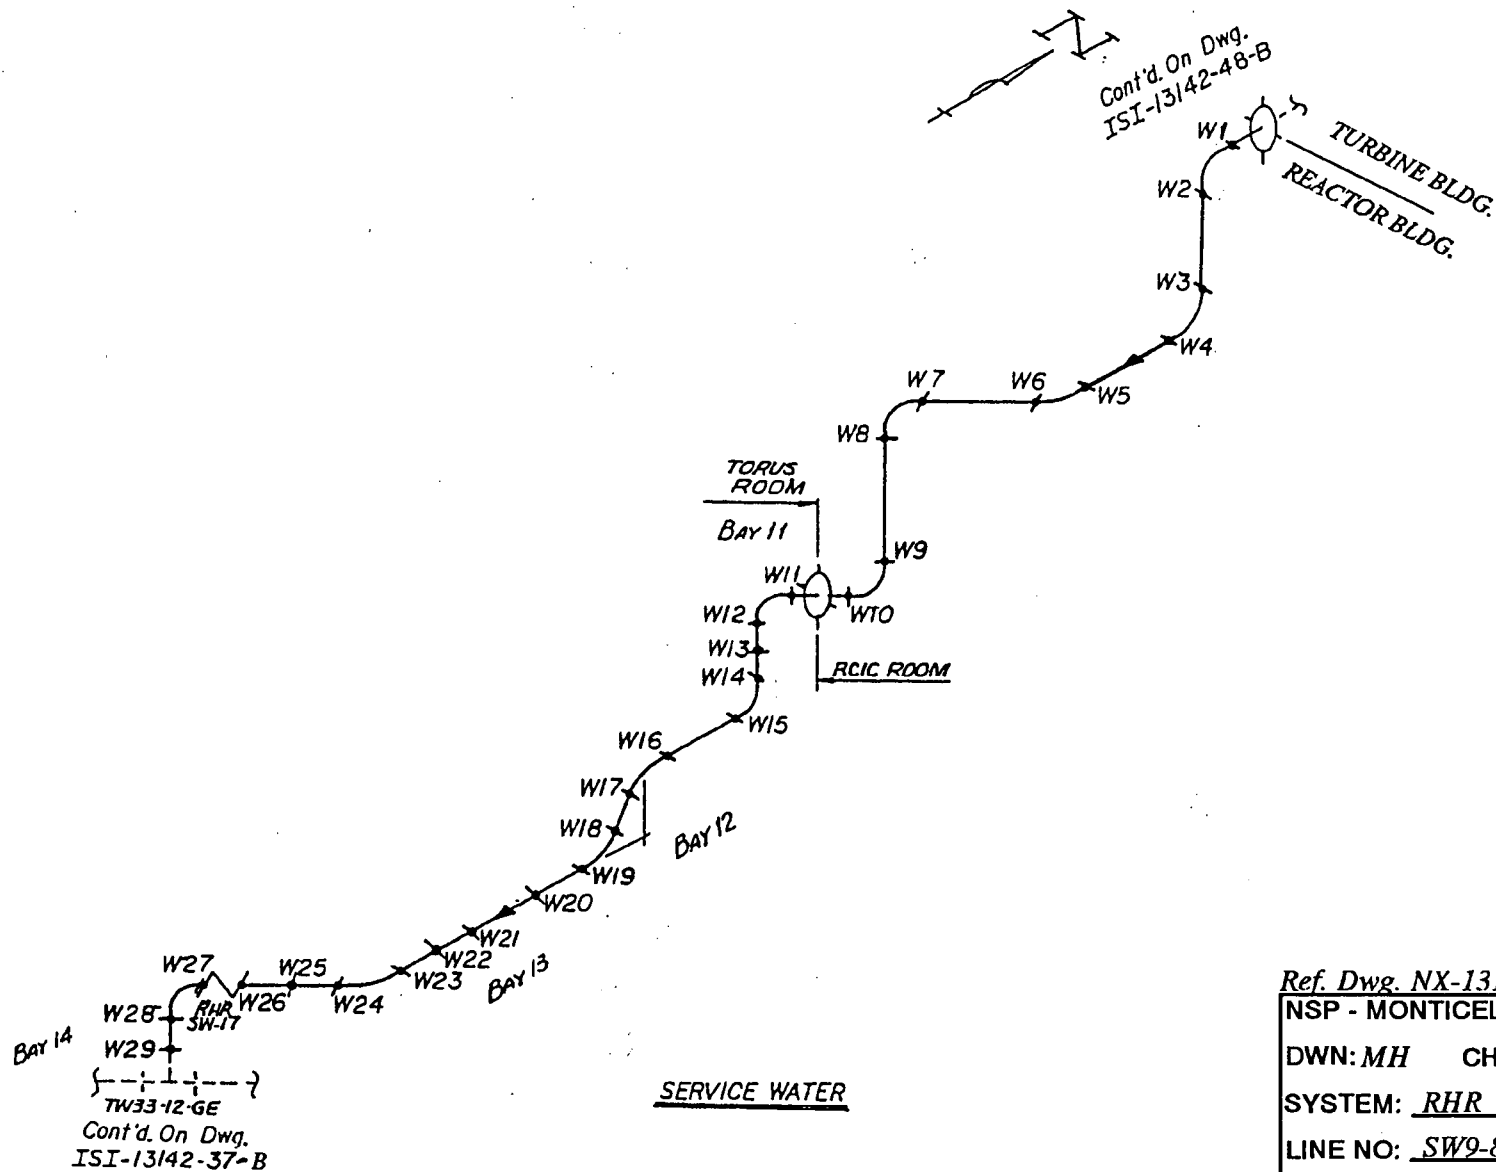 N
Cont'd. On Dwg.
ISI-13142-48-B
TURBINE BLDG.
REACTOR BLDG.
W1
W2
W3
W4
W5
W6
W7
W8
W9
TORUS
ROOM
BAY 11
W10
W11
W12
W13
W14
RCIC ROOM
W15
W16
W17
W18
BAY 12
W19
W20
W21
W22
W23
BAY 13
W24
W25
W26
W27
RHR
SW-17
W28
W29
BAY 14
TW33-12-GE
Cont'd. On Dwg.
ISI-13142-37-B
SERVICE WATER
Ref. Dwg. NX-131
NSP - MONTICEL
DWN: MH CH
SYSTEM: RHR
LINE NO: SW9-8